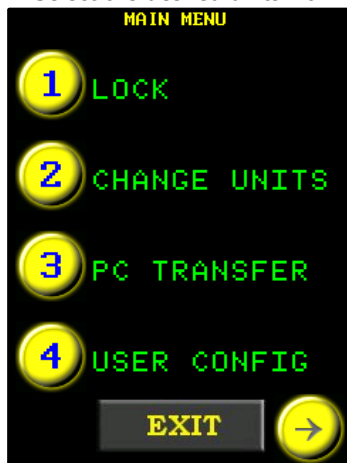 MAIN MENU
1 LOCK
2 CHANGE UNITS
3 PC TRANSFER
4 USER CONFIG
EXIT →